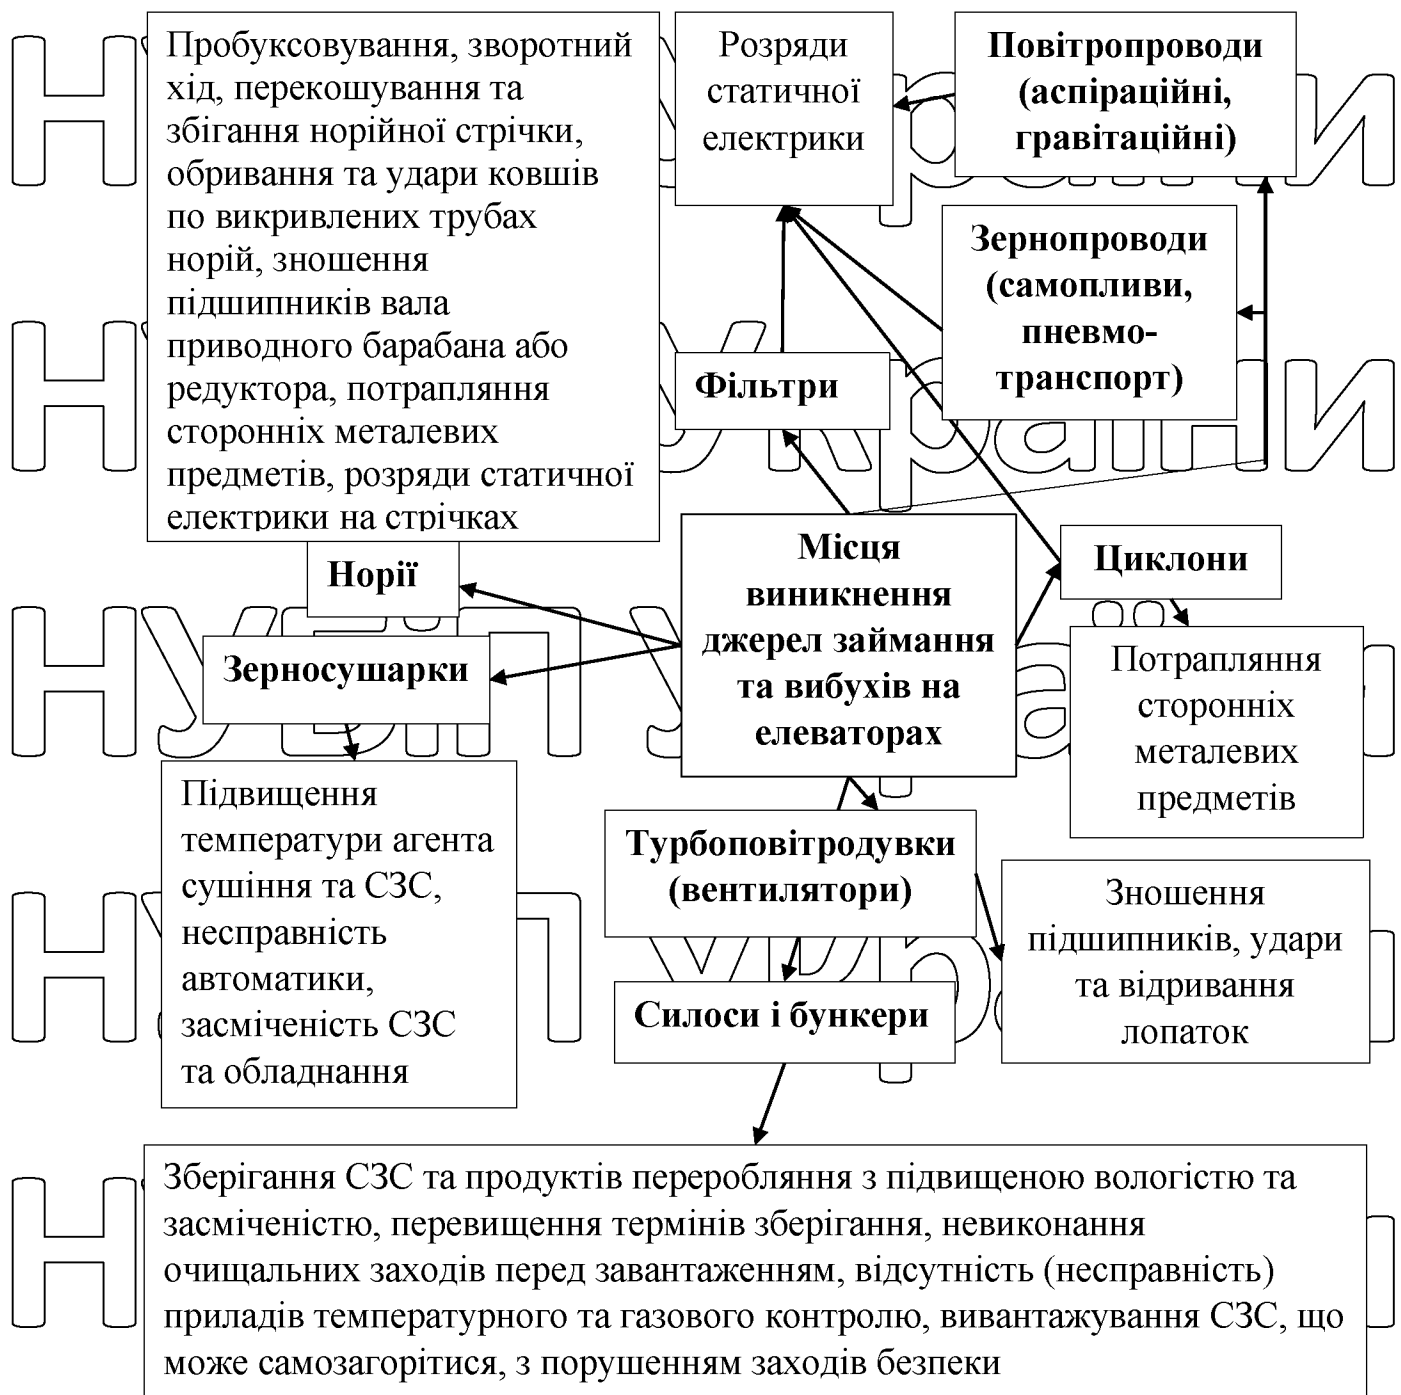 Пробуксовування, зворотний
хід, перекошування та
збігання норійної стрічки,
обривання та удари ковшів
по викривлених трубах
норій, зношення
підшипників вала
приводного барабана або
редуктора, потрапляння
сторонніх металевих
предметів, розряди статичної
електрики на стрічках
Розряди
статичної
електрики
Повітропроводи
(аспіраційні,
гравітаційні)
Зернопроводи
(самопливи,
пневмо-
транспорт)
Фільтри
Норії
Зерносушарки
Місця
виникнення
джерел займання
та вибухів на
елеваторах
Циклони
Потрапляння
сторонніх
металевих
предметів
Підвищення
температури агента
сушіння та СЗС,
несправність
автоматики,
засміченість СЗС
та обладнання
Турбоповітродувки
(вентилятори)
Зношення
підшипників, удари
та відривання
лопаток
Силоси і бункери
Зберігання СЗС та продуктів переробляння з підвищеною вологістю та
засміченістю, перевищення термінів зберігання, невиконання
очищальних заходів перед завантаженням, відсутність (несправність)
приладів температурного та газового контролю, вивантажування СЗС, що
може самозагорітися, з порушенням заходів безпеки